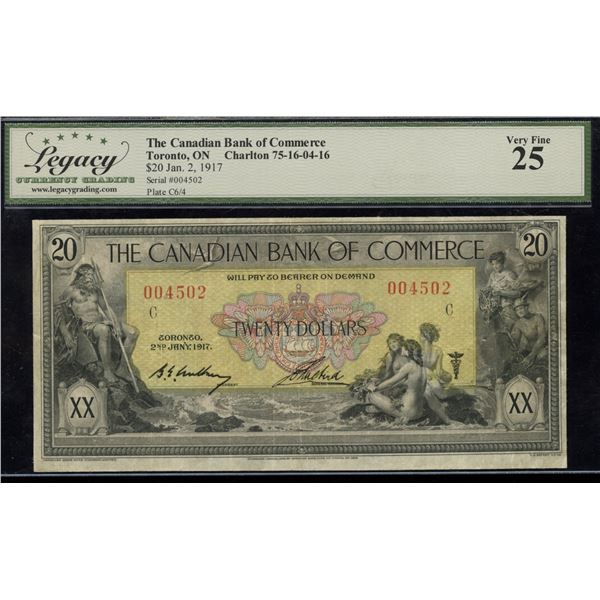 Legacy
CURRENCY GRADING
www.legacygrading.com
The Canadian Bank of Commerce
Toronto, ON Charlton 75-16-04-16
$20 Jan. 2, 1917
Serial #004502
Plate C6/4
Very Fine
25
20 THE CANADIAN BANK OF COMMERCE 20
WILL PAY TO BEARER ON DEMAND
004502 004502
C C
TWENTY DOLLARS
TORONTO,
2ND JANY. 1917.
XX XX